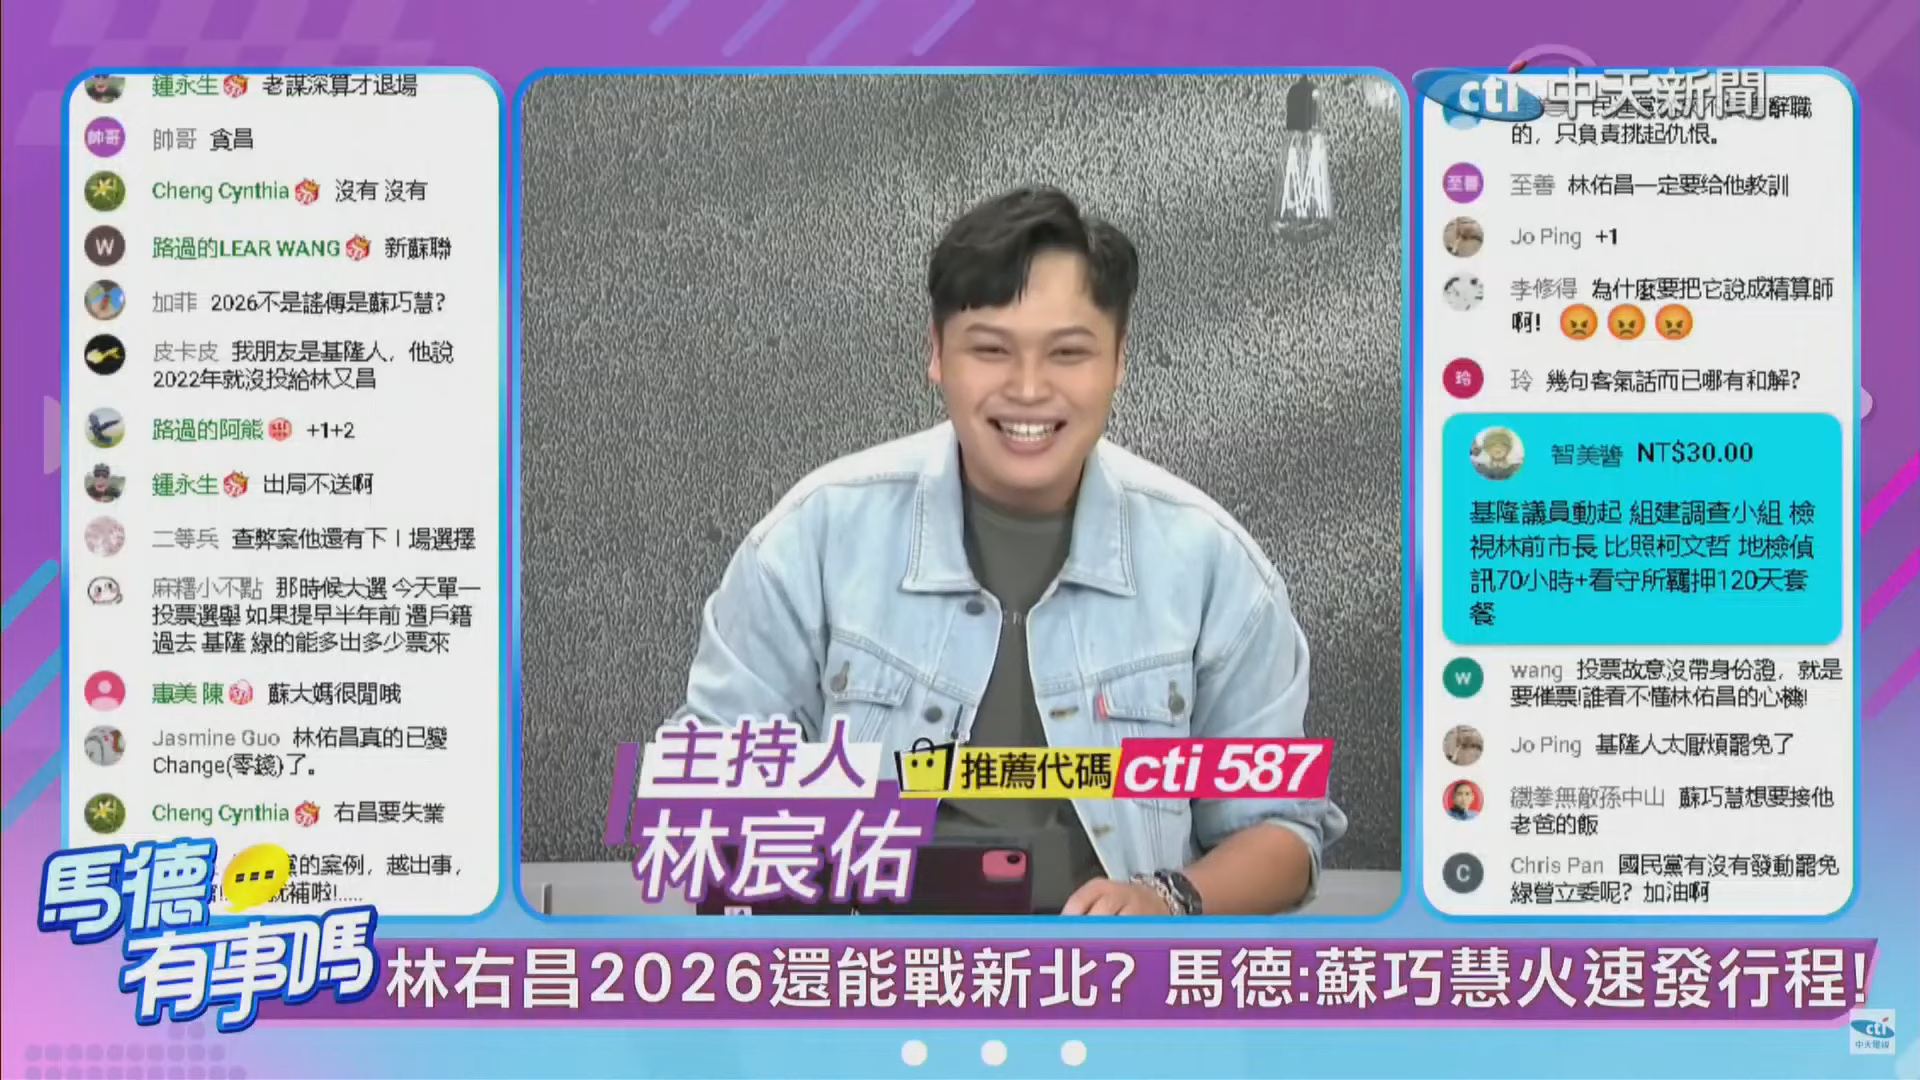 鍾永生 老謀深算才退場
帥哥 帥哥 貪昌
Cheng Cynthia 沒有 沒有
W 路過的LEAR WANG 新蘇聯
加菲 2026不是謠傳是蘇巧慧?
皮卡皮 我朋友是基隆人，他說
2022年就沒投給林又昌
路過的阿熊 +1+2
鍾永生 出局不送啊
二等兵 查弊案他還有下丨場選擇
麻糬小不點 那時候大選 今天單一
投票選舉 如果提早半年前 遷戶籍
過去 基隆 綠的能多出多少票來
惠美 陳 蘇大媽很閒哦
Jasmine Guo 林佑昌真的已變
Change(零錢)了。
Cheng Cynthia 右昌要失業
黨的案例，越出事，
就補啦!......
cti 中天新聞
辭職
的，只負責挑起仇恨。
至善 至善 林佑昌一定要给他教訓
Jo Ping +1
李修得 為什麼要把它說成精算師
啊!
玲 玲 幾句客氣話而已哪有和解?
智美醬 NT$30.00
基隆議員動起 組建調查小組 檢
視林前市長 比照柯文哲 地檢偵
訊70小時+看守所羈押120天套
餐
w wang 投票故意沒帶身份證，就是
要催票!誰看不懂林佑昌的心機!
Jo Ping 基隆人太厭煩罷免了
鐵拳無敵孫中山 蘇巧慧想要接他
老爸的飯
C Chris Pan 國民黨有沒有發動罷免
綠營立委呢? 加油啊
主持人
林宸佑
推薦代碼 cti 587
馬德
有事嗎
林右昌2026還能戰新北? 馬德:蘇巧慧火速發行程!
cti
中天電視